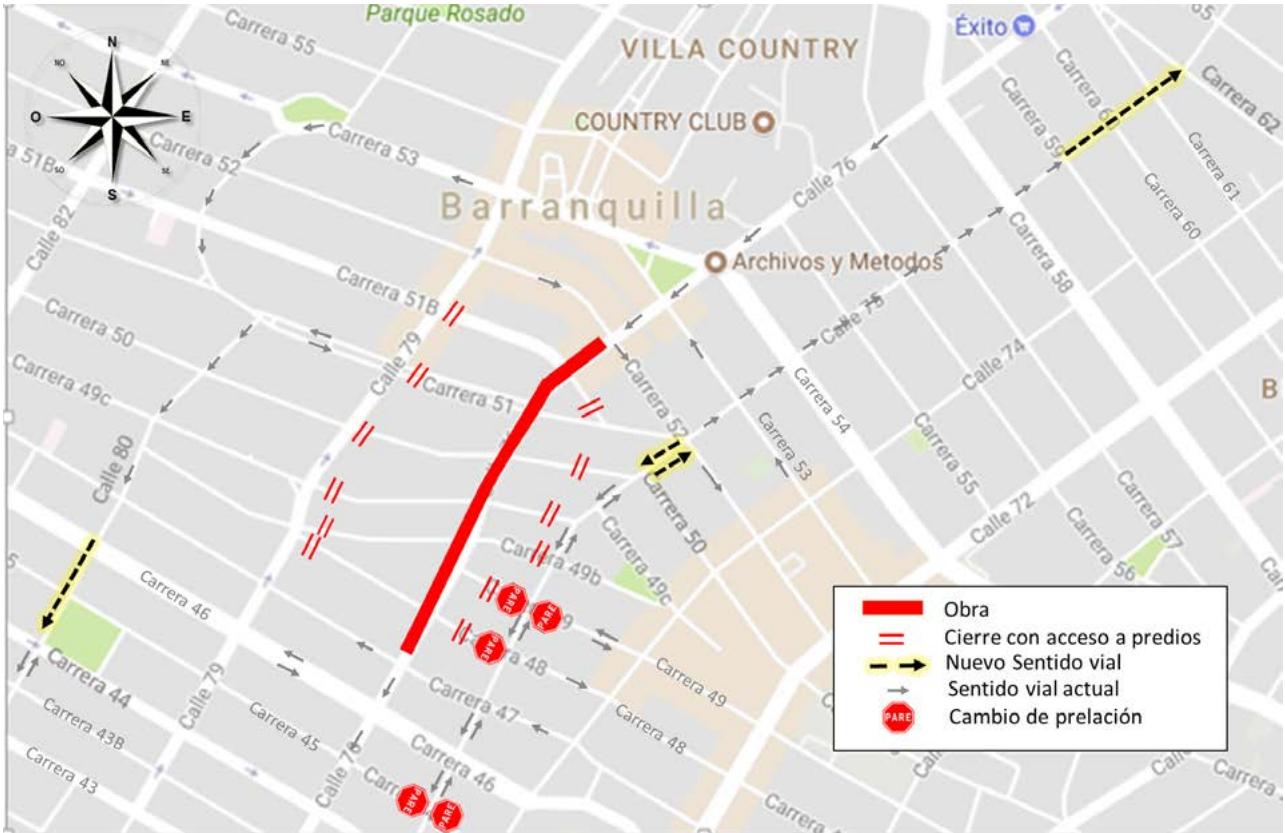 Parque Rosado
Carrera 55
VILLA COUNTRY
Éxito
65
N
NO
NE
O
E
SO
SE
S
COUNTRY CLUB
Carrera 62
Carrera 59
Carrera 61
Carrera 60
Carrera 53
Carrera 52
a 51B
Calle 76
Barranquilla
Calle 82
Archivos y Metodos
Carrera 58
Carrera 51B
Carrera 50
Calle 79
Calle 75
Calle 74
Carrera 51
Carrera 52
Carrera 54
Carrera 49c
B
Carrera 53
Carrera 55
Calle 80
Carrera 50
Calle 72
Carrera 57
Carrera 56
Carrera 49b
Carrera 49c
5
Carrera 46
PARE
PARE
9
PARE
Carrera 48
Carrera 44
Carrera 49
Calle 79
Carrera 47
Carrera 48
Carrera 43B
Carrera 45
Carrera 46
Carrera 43
Calle 76
Carrera 4
PARE
PARE
Obra
Cierre con acceso a predios
Nuevo Sentido vial
Sentido vial actual
PARE
Cambio de prelación